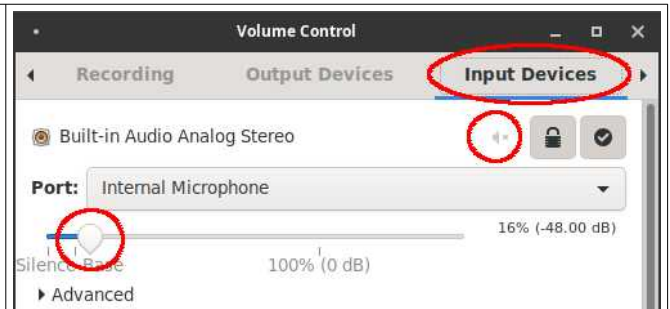 Volume Control
Recording Output Devices Input Devices
Built-in Audio Analog Stereo
Port: Internal Microphone
16% (-48.00 dB)
Silence Base 100% (0 dB)
Advanced